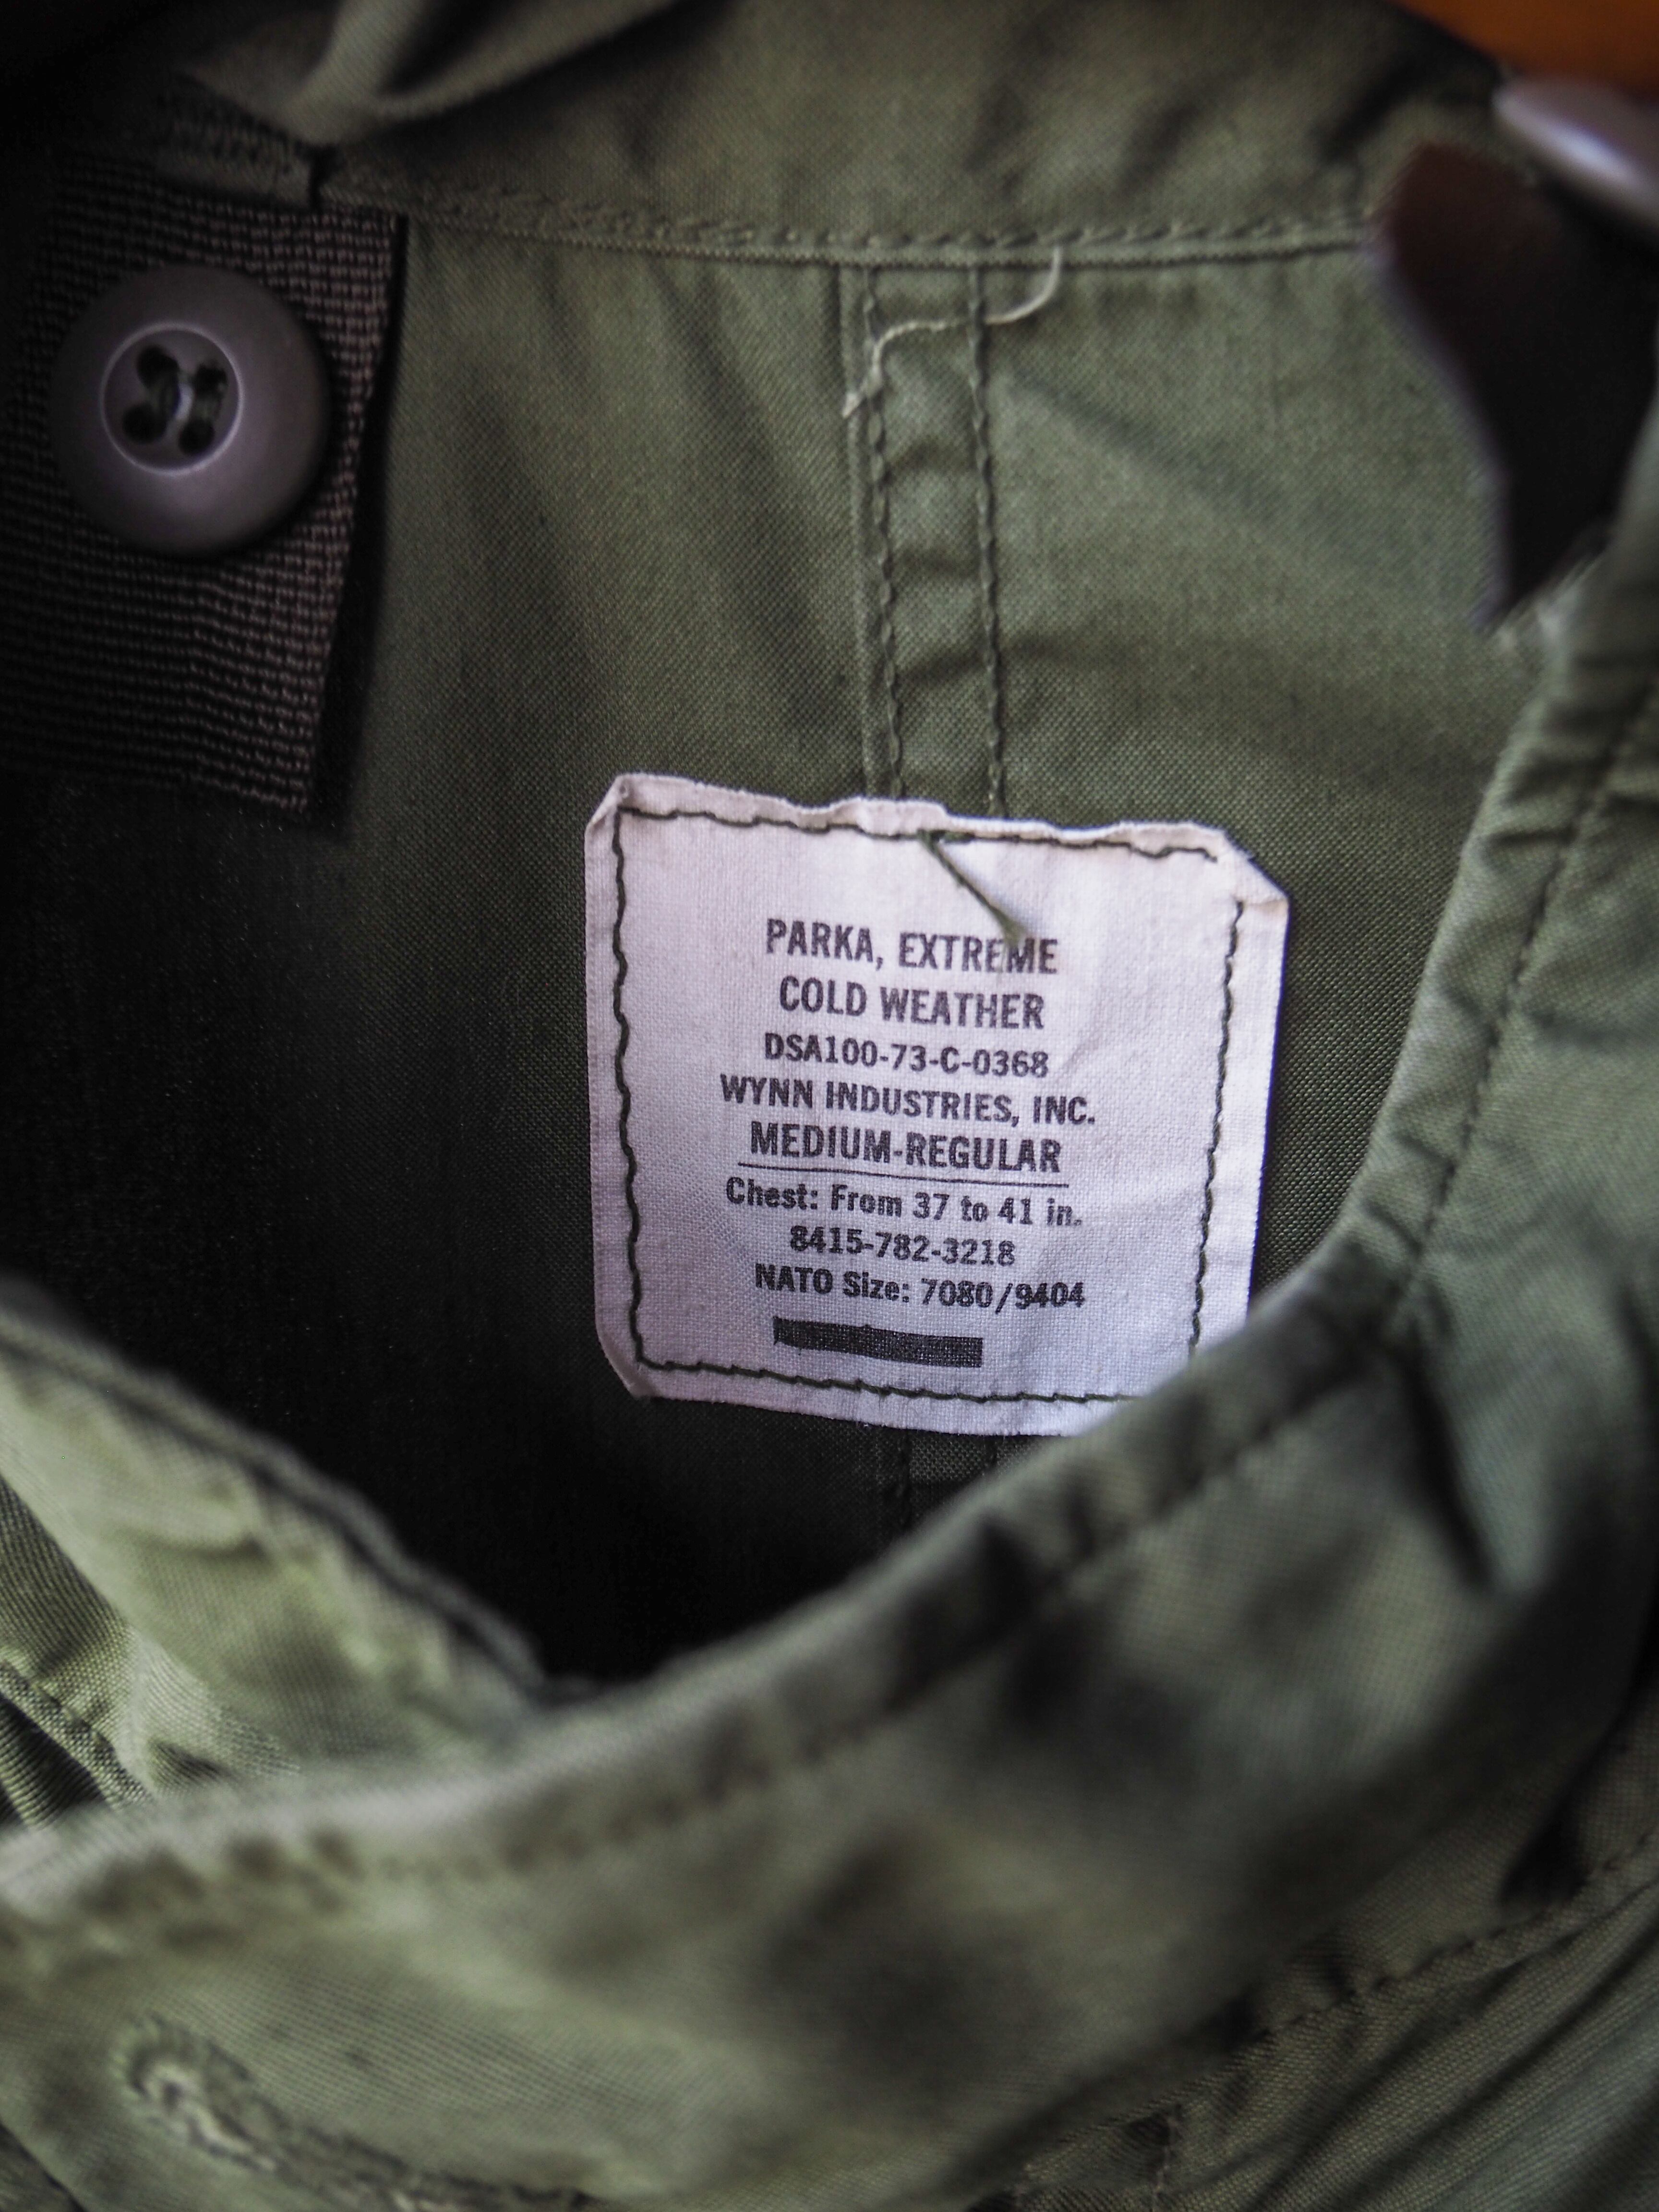 PARKA, EXTREME
COLD WEATHER
DSA100-73-C-0368
WYNN INDUSTRIES, INC.
MEDIUM-REGULAR
Chest: From 37 to 41 in.
8415-782-3218
NATO Size: 7080/9404